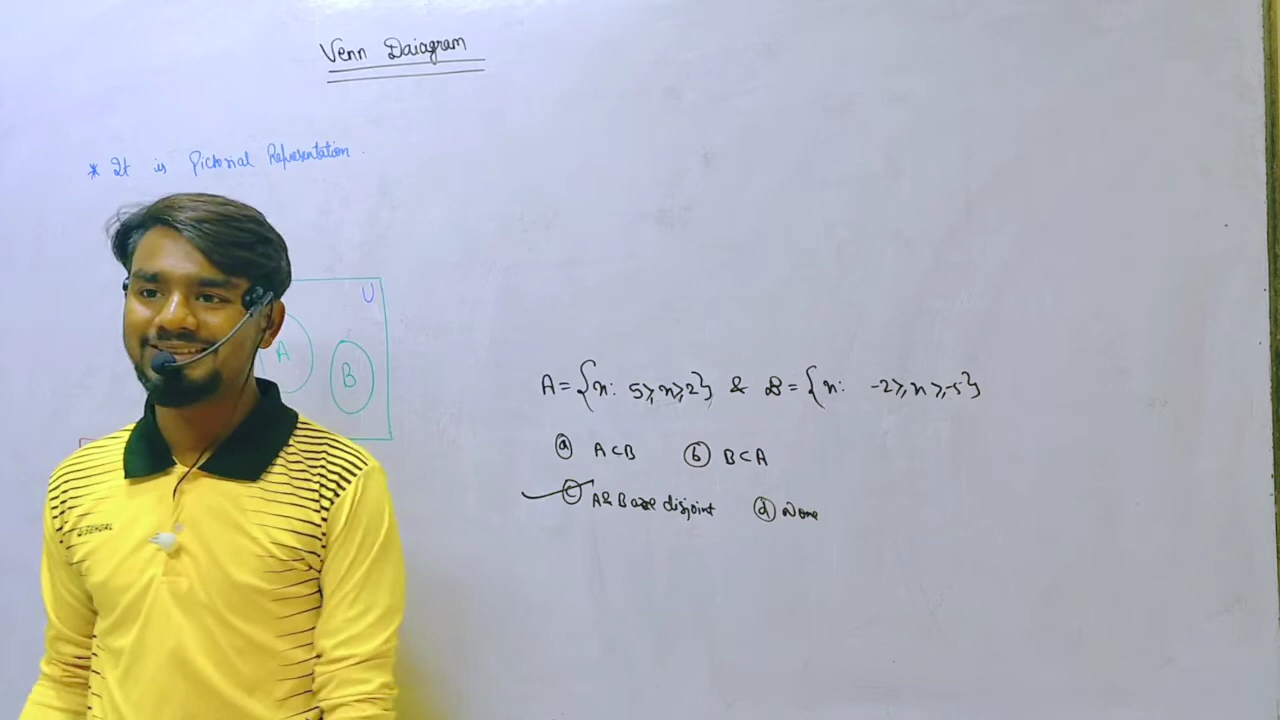 Venn Daiagram
* It is Pictorial Representation.
U
A
B
A = {x: 5≥x≥2} & B = {x: -2≥x≥-5}
(a) A⊂B (b) B⊂A
(c) A & B are disjoint (d) None